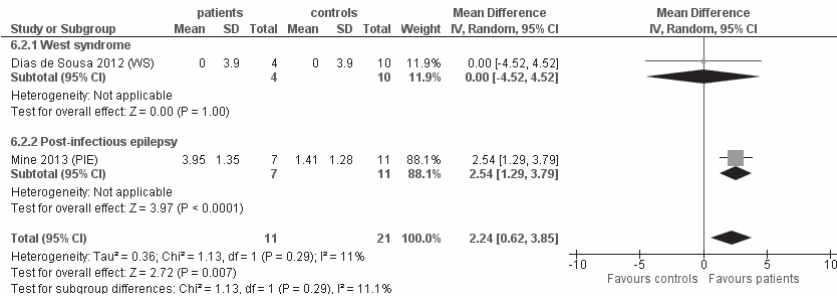 patients controls Mean Difference Mean Difference
Study or Subgroup Mean SD Total Mean SD Total Weight IV, Random, 95% CI IV, Random, 95% CI
6.2.1 West syndrome
Dias de Sousa 2012 (WS) 0 3.9 4 0 3.9 10 11.9% 0.00 [-4.52, 4.52]
Subtotal (95% CI) 4 10 11.9% 0.00 [-4.52, 4.52]
Heterogeneity: Not applicable
Test for overall effect: Z = 0.00 (P = 1.00)
6.2.2 Post-infectious epilepsy
Mine 2013 (PIE) 3.95 1.35 7 1.41 1.28 11 88.1% 2.54 [1.29, 3.79]
Subtotal (95% CI) 7 11 88.1% 2.54 [1.29, 3.79]
Heterogeneity: Not applicable
Test for overall effect: Z = 3.97 (P < 0.0001)
Total (95% CI) 11 21 100.0% 2.24 [0.62, 3.85]
Heterogeneity: Tau² = 0.36; Chi² = 1.13, df = 1 (P = 0.29); I² = 11%
Test for overall effect: Z = 2.72 (P = 0.007)
Test for subgroup differences: Chi² = 1.13, df = 1 (P = 0.29), I² = 11.1%
-10 -5 0 5 10
Favours controls Favours patients